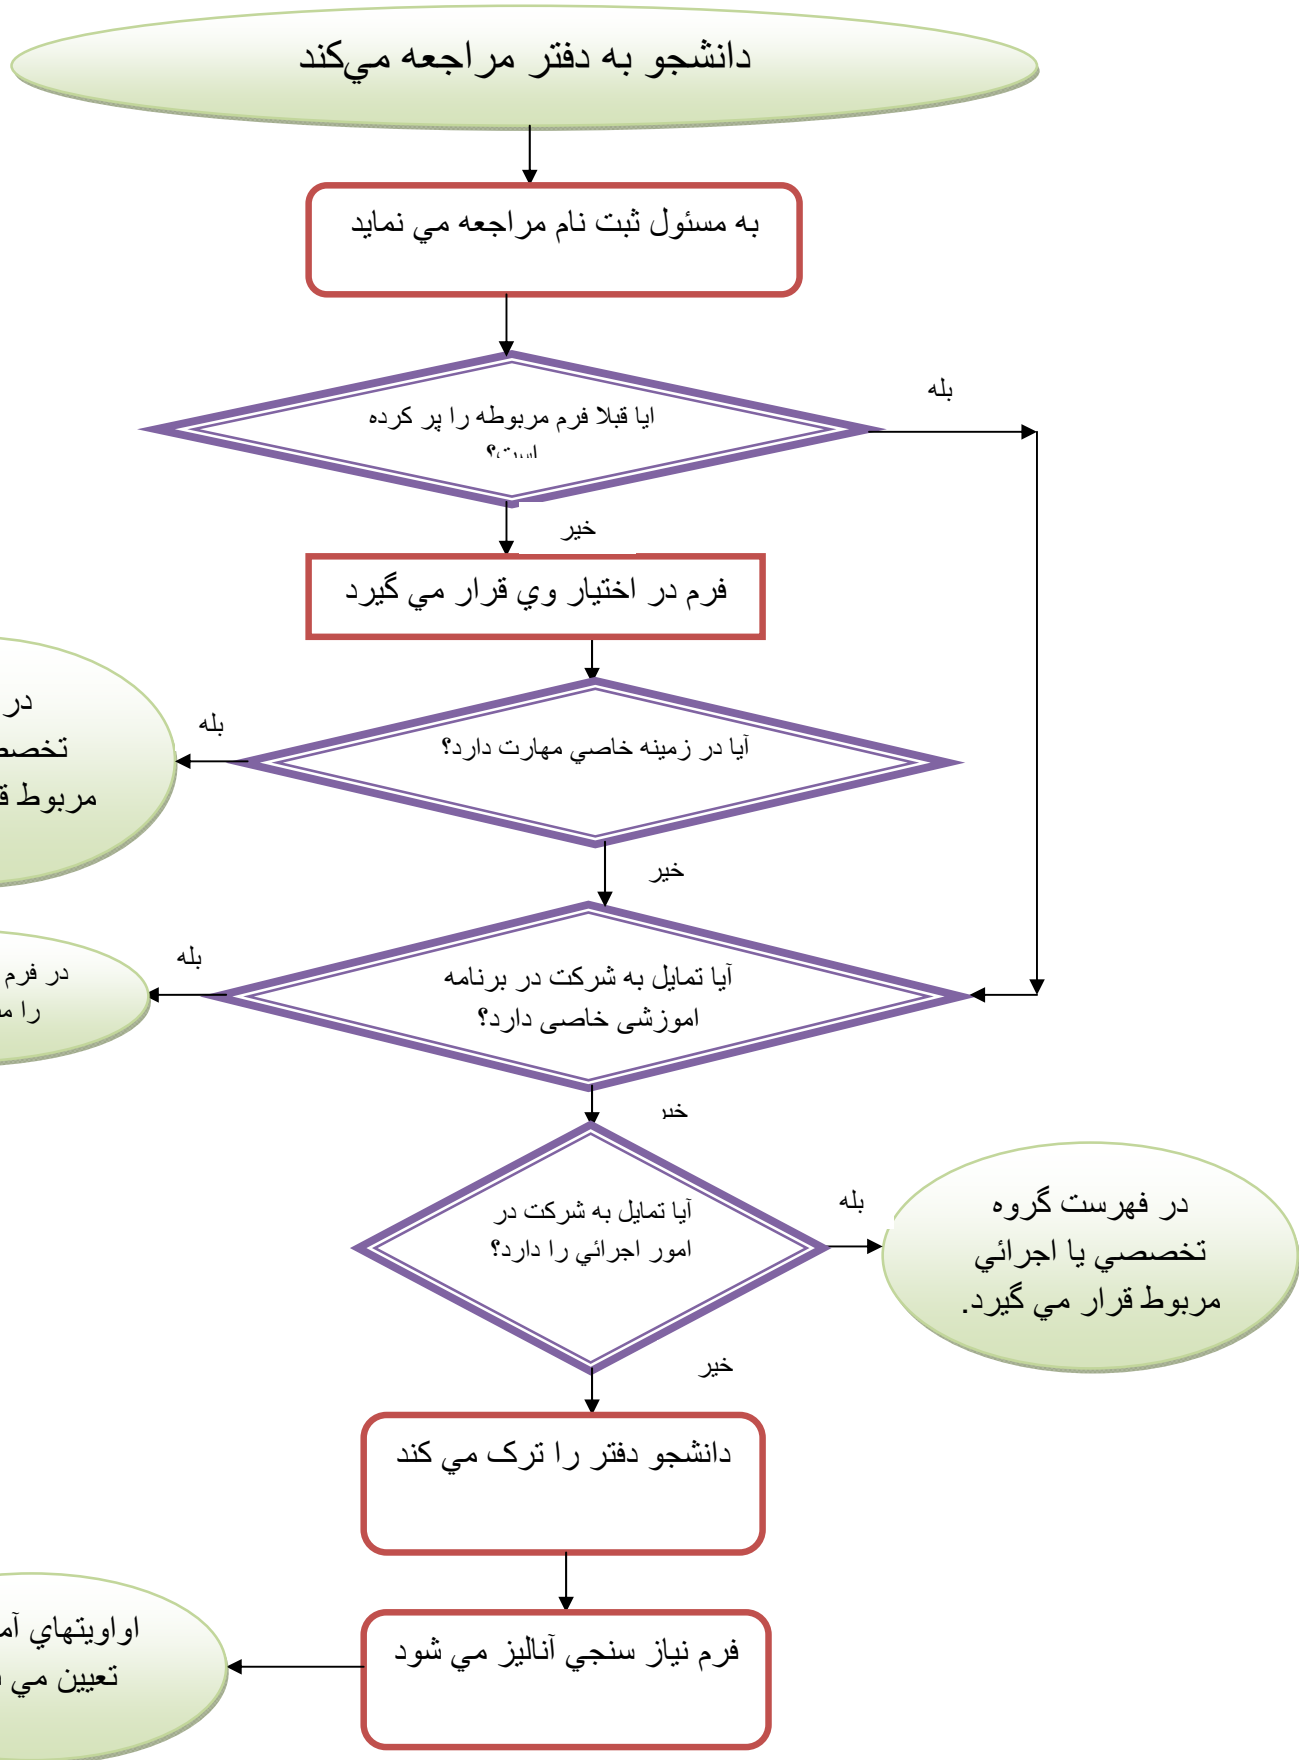 دانشجو به دفتر مراجعه مي‌كند
به مسئول ثبت نام مراجعه مي نمايد
بله
ايا قبلا فرم مربوطه را پر كرده
است؟
خير
فرم در اختيار وي قرار مي گيرد
در
بله
آيا در زمينه خاصي مهارت دارد؟
مربوط
خير
بله
در فرم
را
آيا تمايل به شركت در برنامه
اموزشی خاصی دارد؟
خير
آيا تمايل به شركت در
امور اجرائي را دارد؟
بله
در فهرست گروه
تخصصي يا اجرائي
مربوط قرار مي گيرد.
خير
دانشجو دفتر را ترک مي کند
فرم نياز سنجي آناليز مي شود
اولويتهاي
تعيين مي